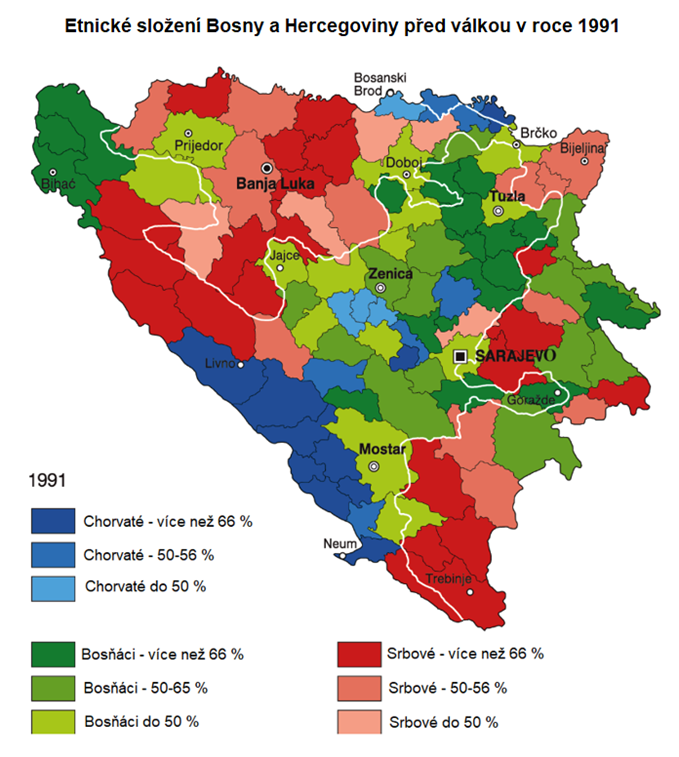 Etnické složení Bosny a Hercegoviny před válkou v roce 1991
Bosanski
Brod
Brčko
Prijedor
Bijeljina
Doboj
Bihać
Banja Luka
Tuzla
Jajce
Zenica
SARAJEVO
Livno
Goražde
Mostar
1991
Chorvaté - více než 66 %
Neum
Chorvaté - 50-56 %
Trebinje
Chorvaté do 50 %
Bosňáci - více než 66 %
Srbové - více než 66 %
Bosňáci - 50-65 %
Srbové - 50-56 %
Bosňáci do 50 %
Srbové do 50 %